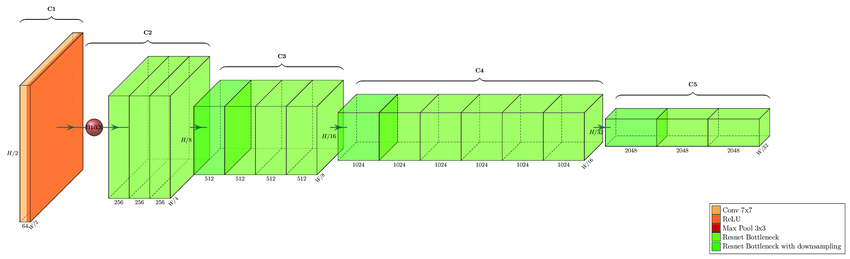 C1
C2
C3
C4
C5
H/2
64
W/2
256
256
256
W/4
H/8
512
512
512
512
W/8
H/16
1024
1024
1024
1024
1024
1024
W/16
H/32
2048
2048
2048
W/32
Conv 7x7
ReLU
Max Pool 3x3
Resnet Bottleneck
Resnet Bottleneck with downsampling